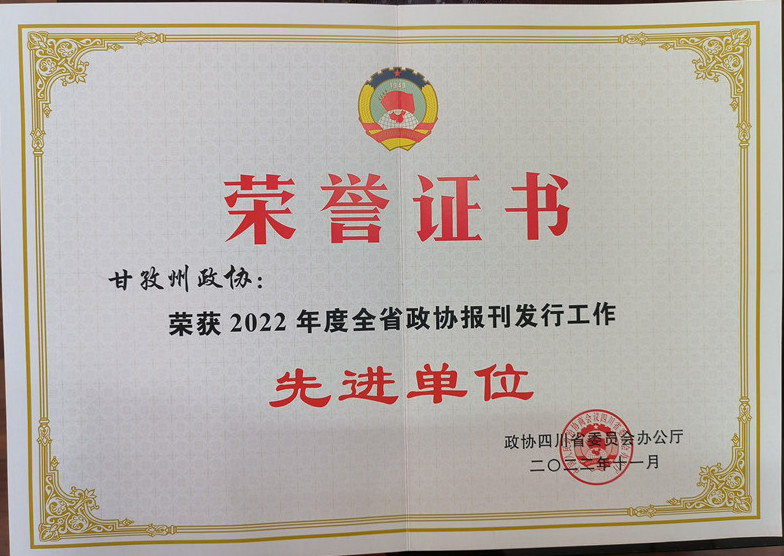 荣誉证书
甘孜州政协：
荣获2022年度全省政协报刊发行工作
先进单位
政协四川省委员会办公厅
二〇二二年十一月